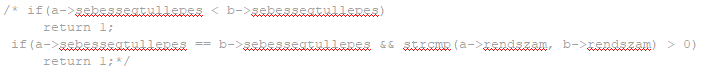 /* if(a->sebessegtullepes < b->sebessegtullepes)
return 1;
if(a->sebessegtullepes == b->sebessegtullepes && strcmp(a->rendszam, b->rendszam) > 0)
return 1;*/